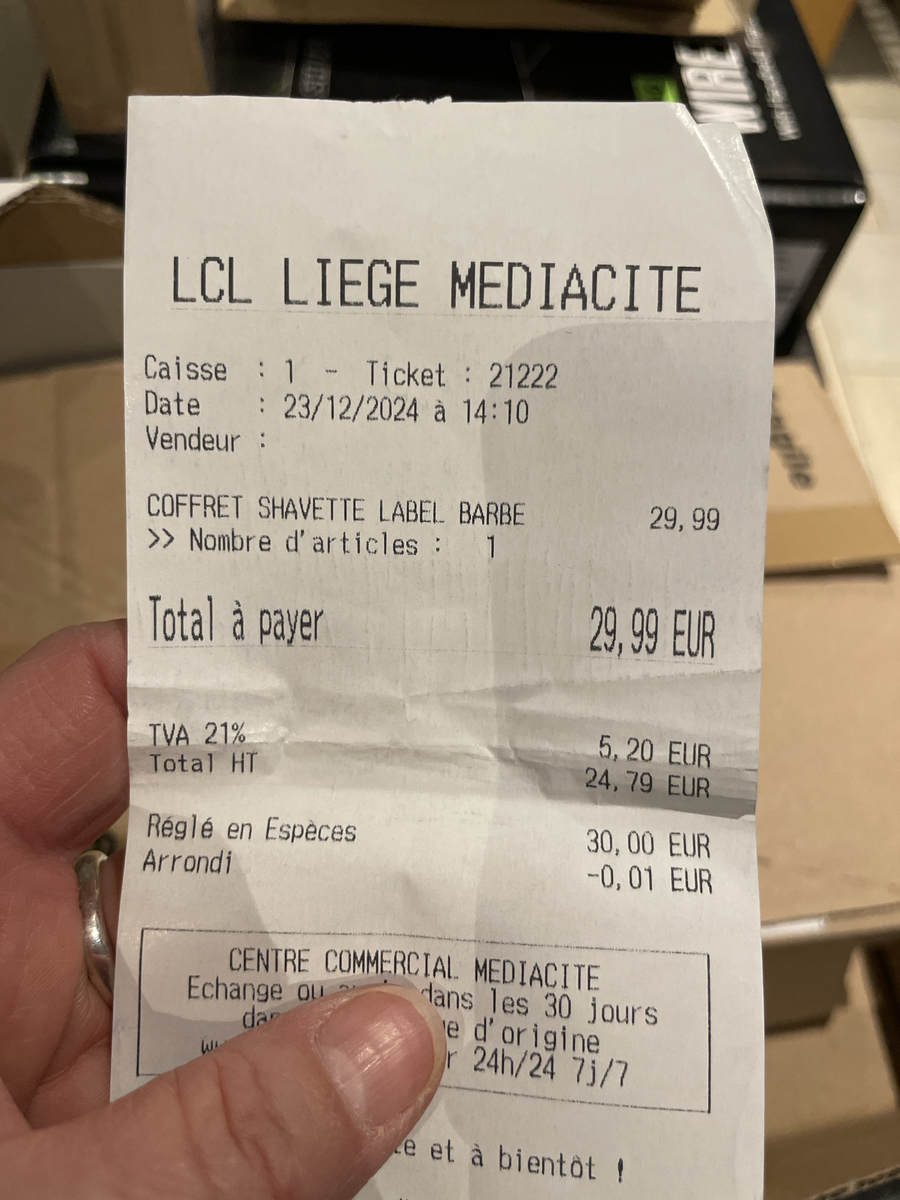 WIRE
LCL LIEGE MEDIACITE
Caisse : 1 - Ticket : 21222
Date : 23/12/2024 à 14:10
Vendeur :
COFFRET SHAVETTE LABEL BARBE 29,99
>> Nombre d'articles : 1
Total à payer 29,99 EUR
TVA 21% 5,20 EUR
Total HT 24,79 EUR
Réglé en Espèces 30,00 EUR
Arrondi -0,01 EUR
CENTRE COMMERCIAL MEDIACITE
Echange ou dans les 30 jours
d'origine
24h/24 7j/7
et à bientôt !